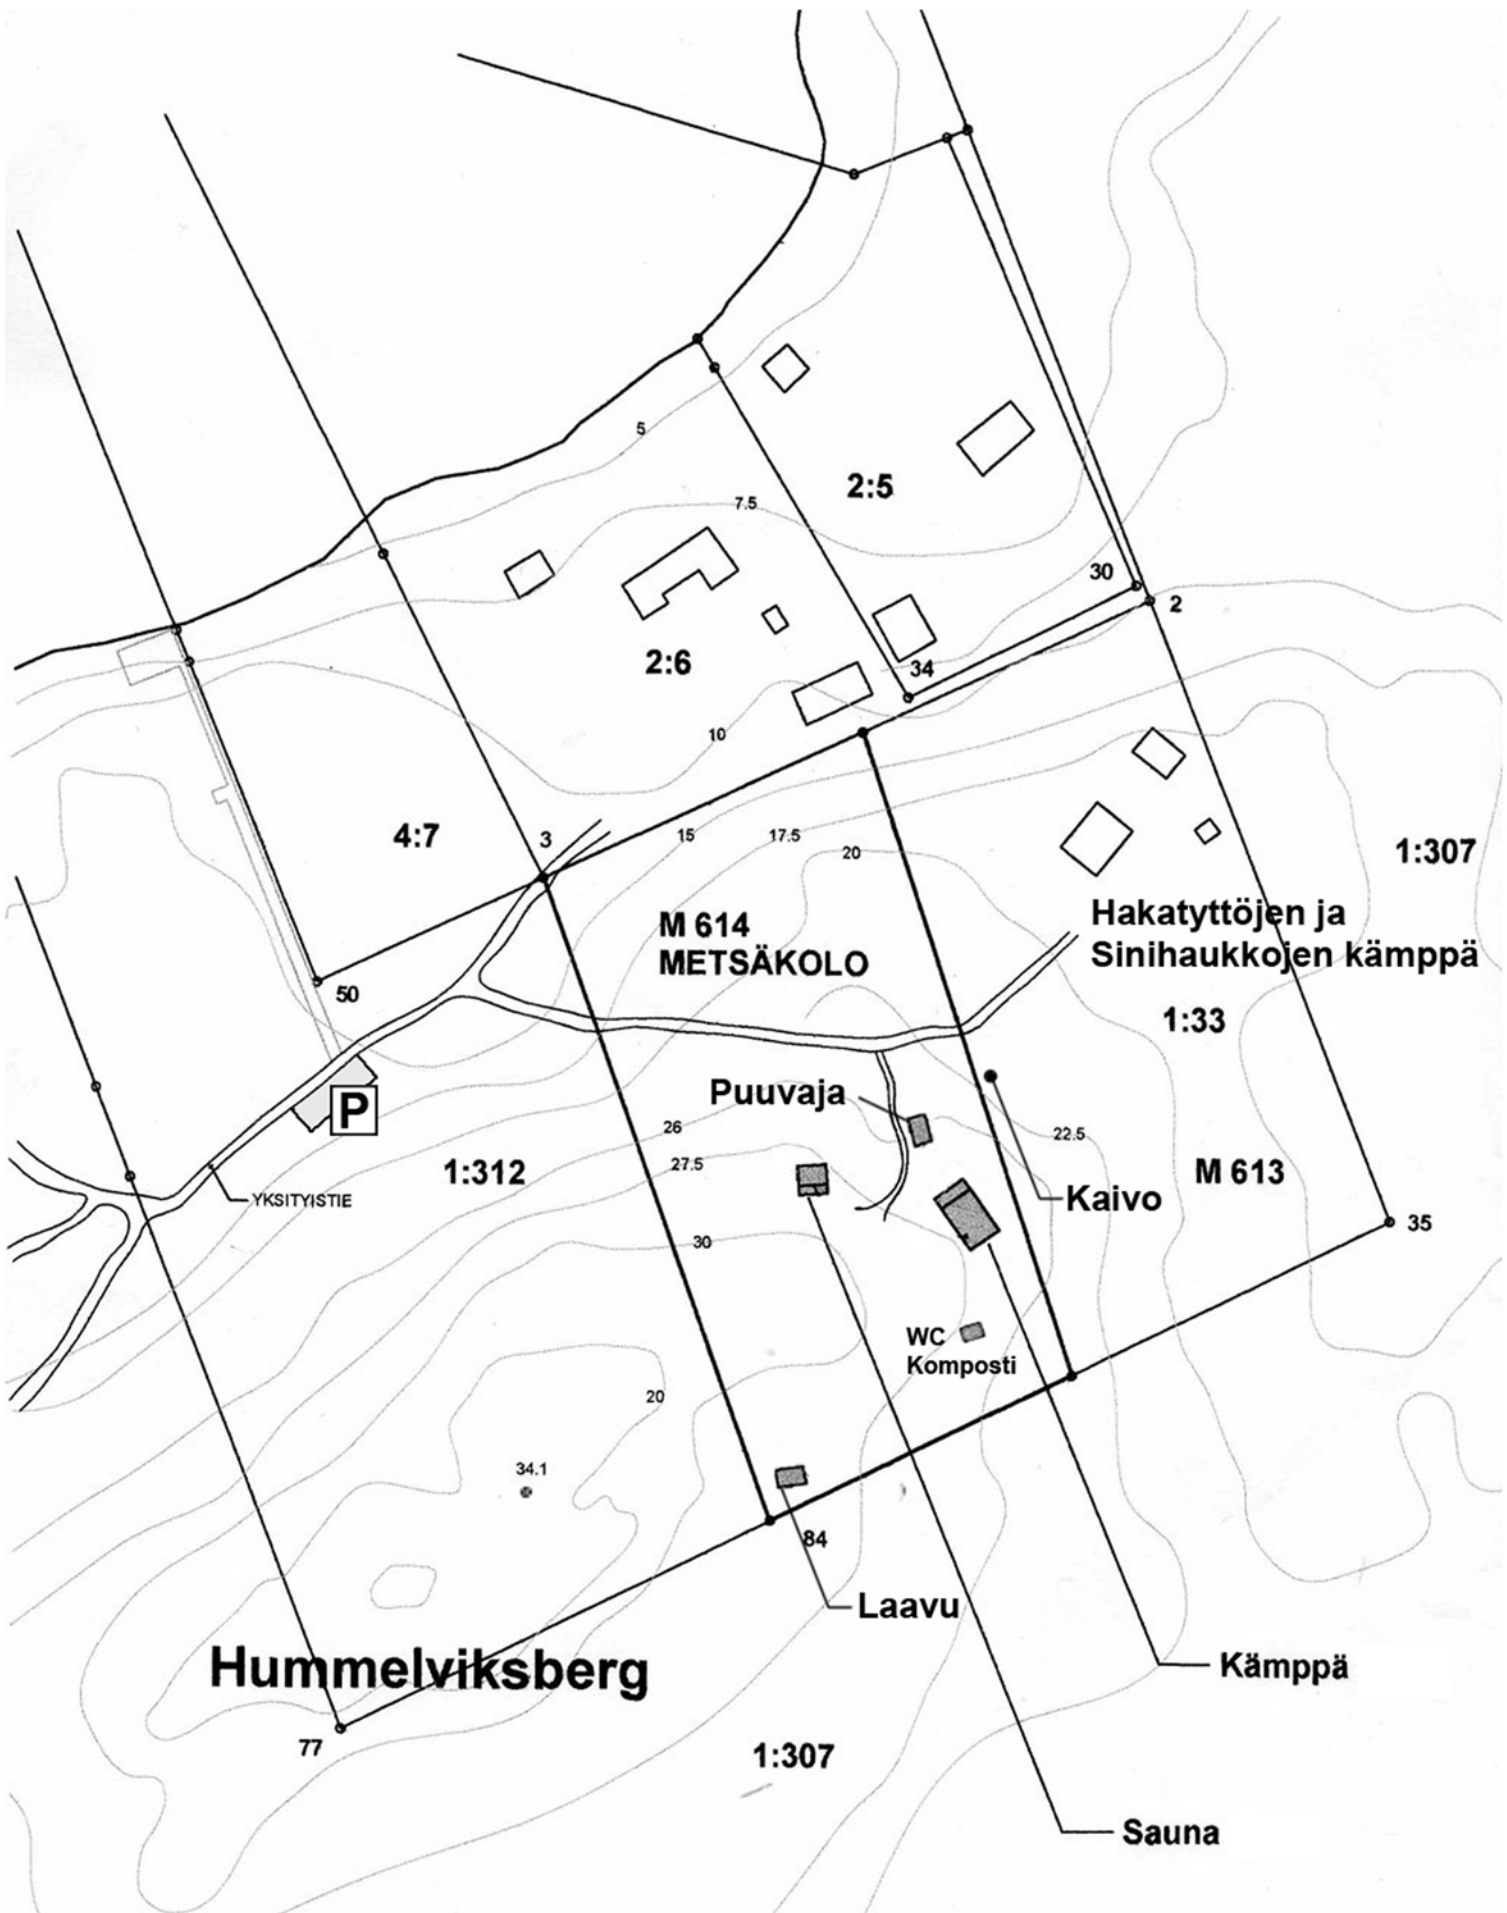 5
7.5
2:5
30
2
34
2:6
10
3
4:7
15
17.5
20
1:307
M 614
METSÄKOLO
Hakatyttöjen ja
Sinihaukkojen kämppä
50
1:33
P
Puuvaja
26
22.5
27.5
1:312
M 613
YKSITYISTIE
Kaivo
35
30
WC
Komposti
20
34.1
84
Laavu
Hummelviksberg
Kämppä
77
1:307
Sauna